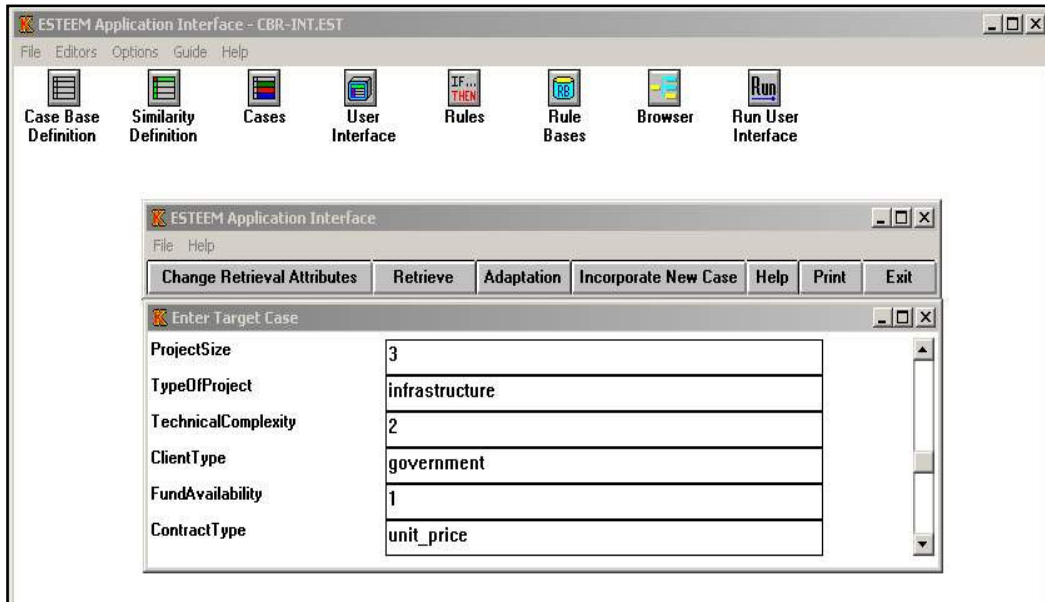 ESTEEM Application Interface - CBR-INT.EST
File Editors Options Guide Help
IF...
THEN
RB
Run
Case Base Definition
Similarity Definition
Cases
User Interface
Rules
Rule Bases
Browser
Run User Interface
ESTEEM Application Interface
File Help
Change Retrieval Attributes Retrieve Adaptation Incorporate New Case Help Print Exit
Enter Target Case
ProjectSize 3
TypeOfProject infrastructure
TechnicalComplexity 2
ClientType government
FundAvailability 1
ContractType unit_price